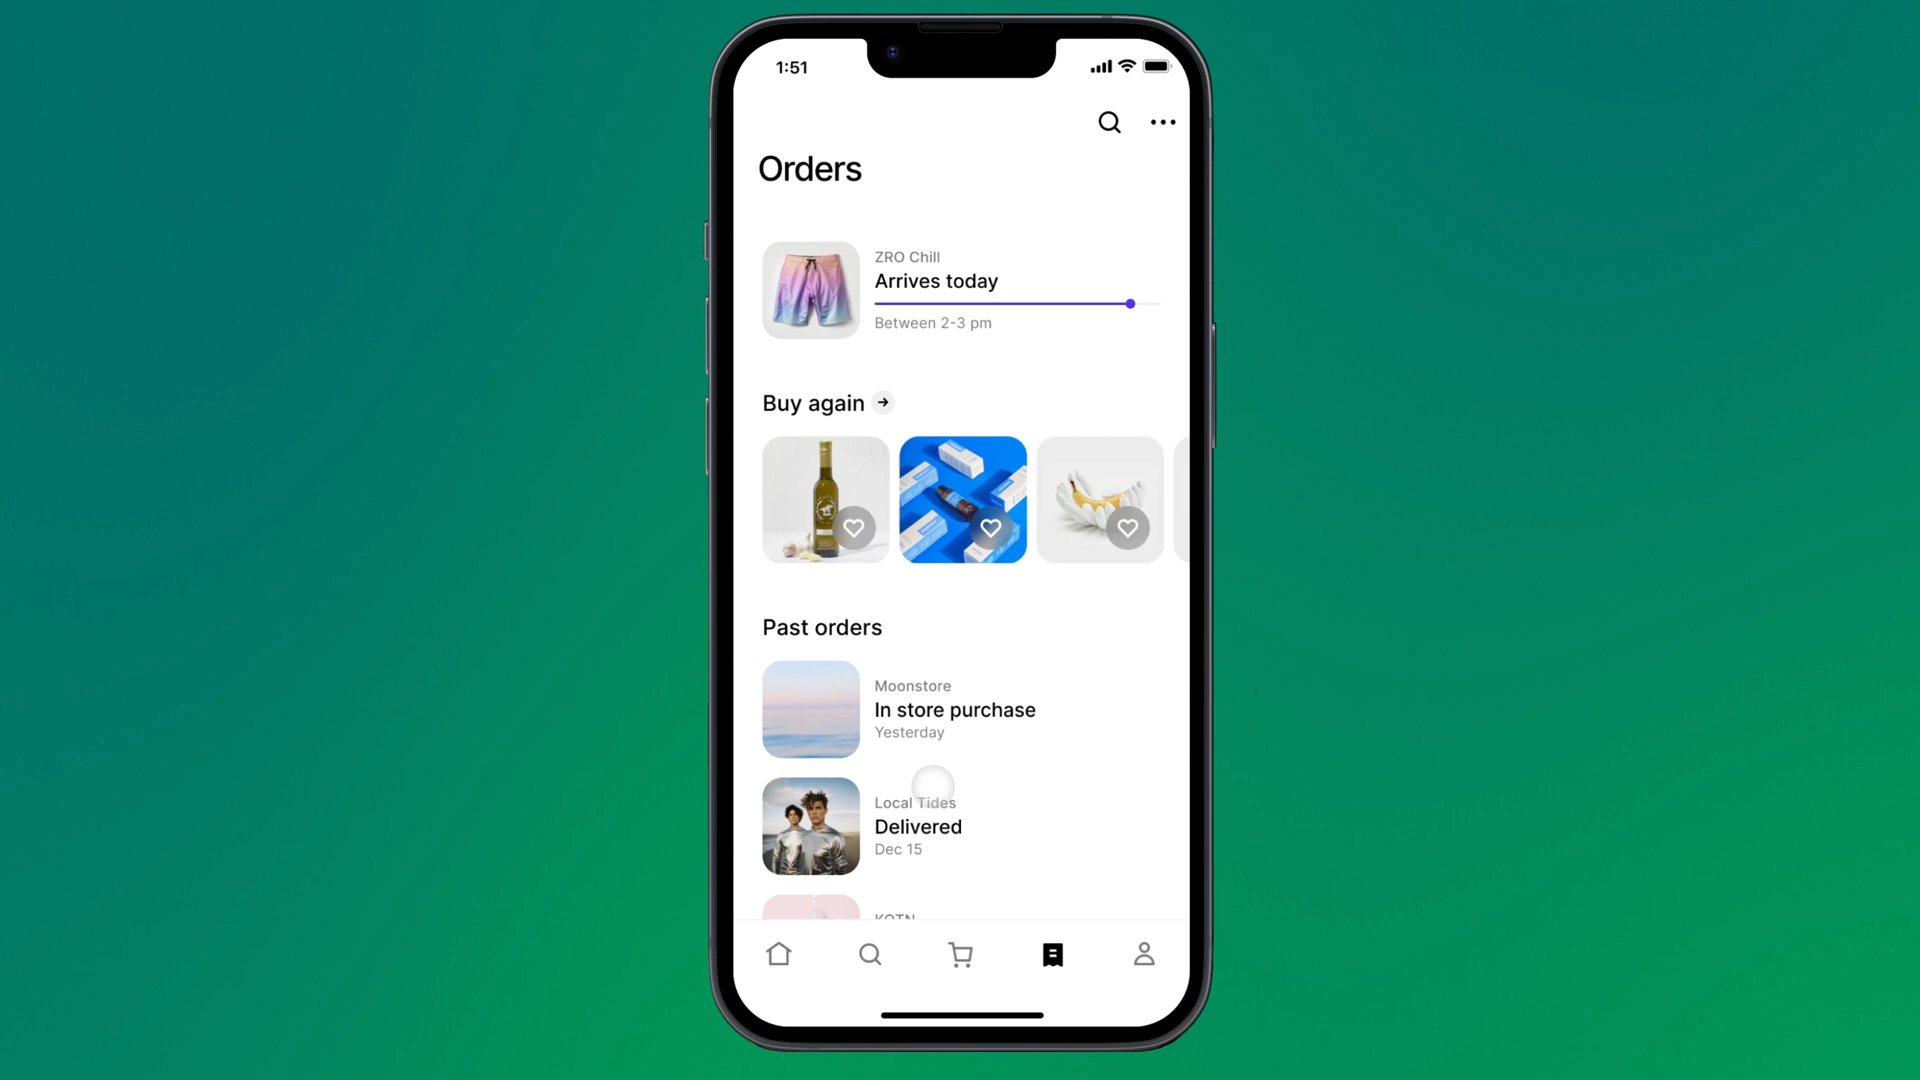 1:51
Orders
ZRO Chill
Arrives today
Between 2-3 pm
Buy again
Past orders
Moonstore
In store purchase
Yesterday
Local Tides
Delivered
Dec 15
KOTN